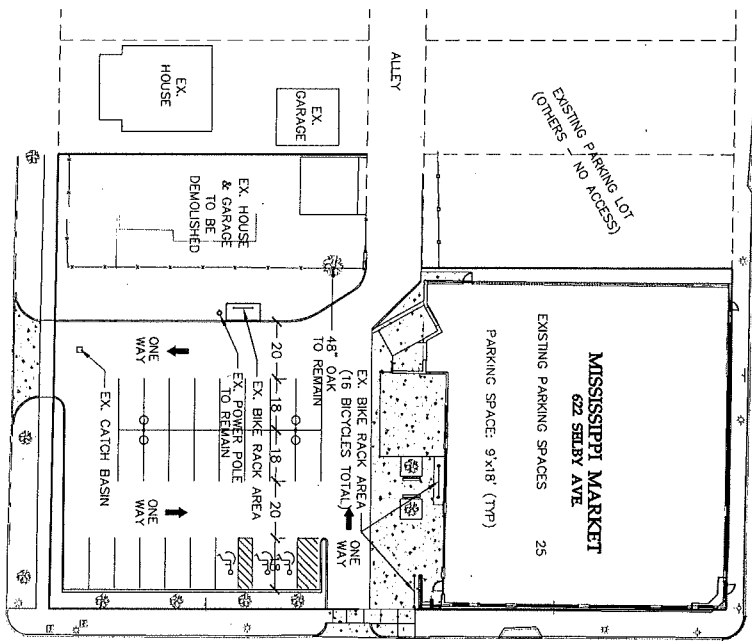 ALLEY
EX.
HOUSE
EX.
GARAGE
EXISTING PARKING LOT
(OTHERS - NO ACCESS)
EX. HOUSE
& GARAGE
TO BE
DEMOLISHED
MISSISSIPPI MARKET
622 SELBY AVE.
EXISTING PARKING SPACES 25
PARKING SPACE: 9'x18' (TYP)
48" OAK
TO REMAIN
EX. BIKE RACK AREA
(16 BICYCLES TOTAL)
EX. BIKE RACK AREA
EX. POWER POLE
TO REMAIN
20
18
18
20
ONE
WAY
ONE
WAY
ONE
WAY
EX. CATCH BASIN